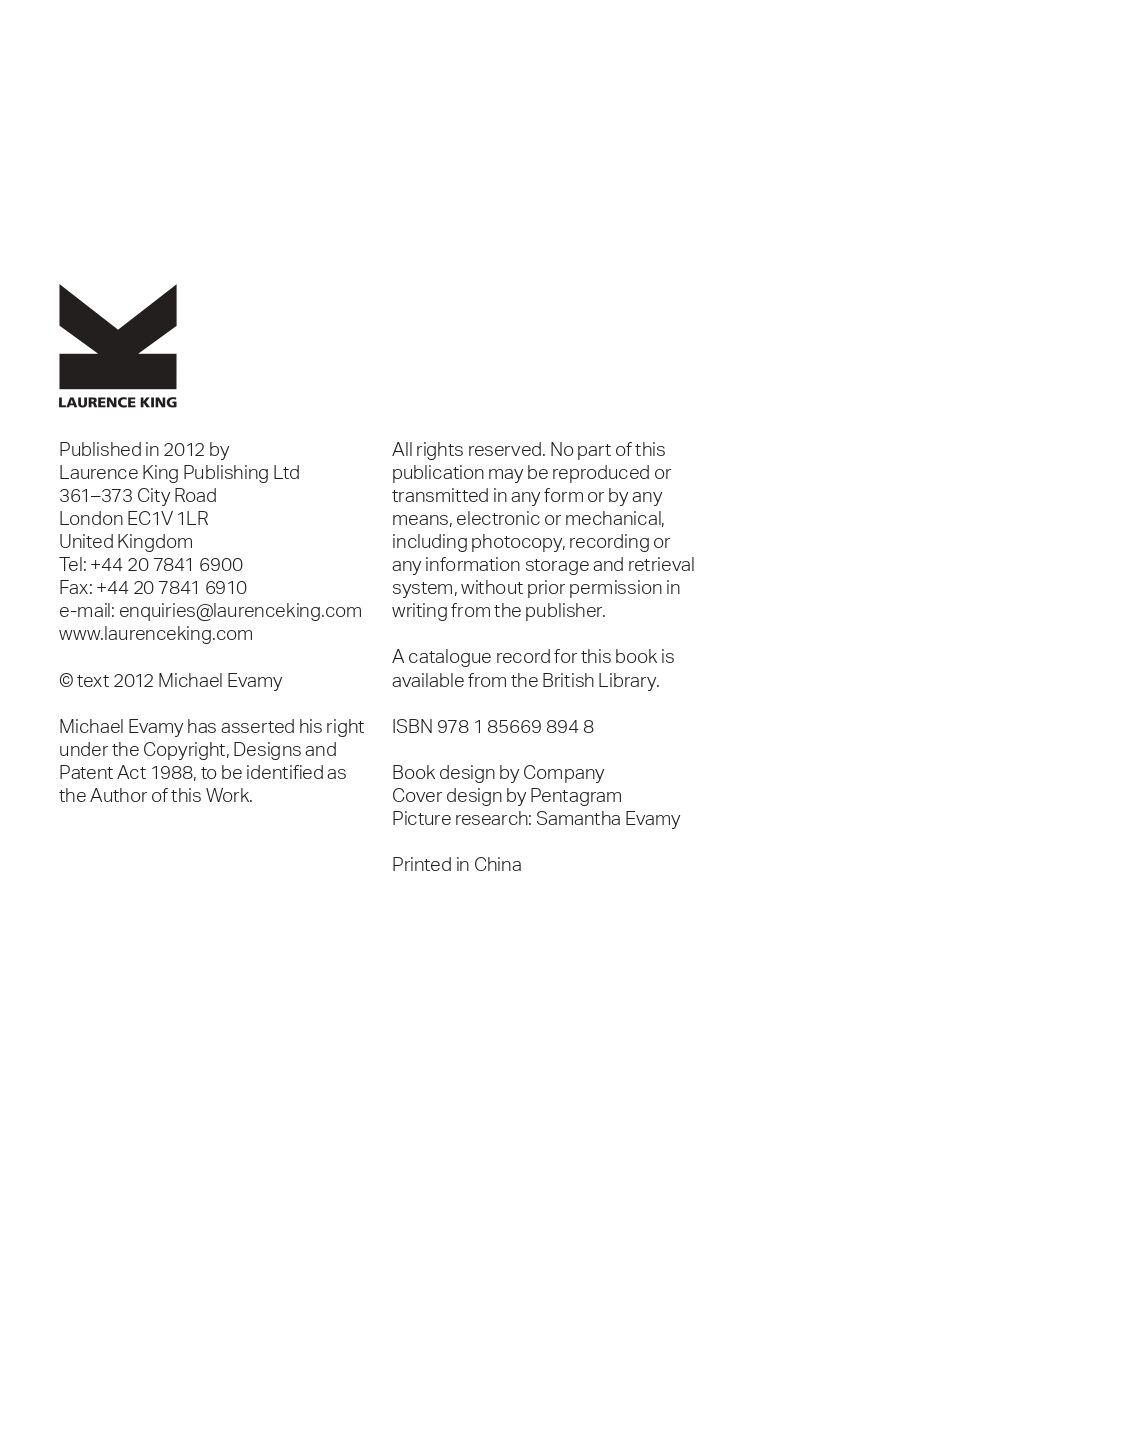 LAURENCE KING
Published in 2012 by
Laurence King Publishing Ltd
361–373 City Road
London EC1V 1LR
United Kingdom
Tel: +44 20 7841 6900
Fax: +44 20 7841 6910
e-mail: enquiries@laurenceking.com
www.laurenceking.com
© text 2012 Michael Evamy
Michael Evamy has asserted his right
under the Copyright, Designs and
Patent Act 1988, to be identified as
the Author of this Work.
All rights reserved. No part of this
publication may be reproduced or
transmitted in any form or by any
means, electronic or mechanical,
including photocopy, recording or
any information storage and retrieval
system, without prior permission in
writing from the publisher.
A catalogue record for this book is
available from the British Library.
ISBN 978 1 85669 894 8
Book design by Company
Cover design by Pentagram
Picture research: Samantha Evamy
Printed in China